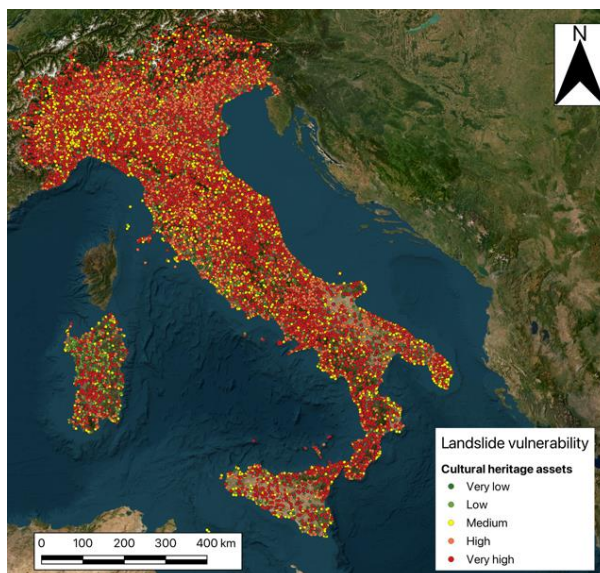 N
Landslide vulnerability
Cultural heritage assets
Very low
Low
Medium
High
Very high
0 100 200 300 400 km